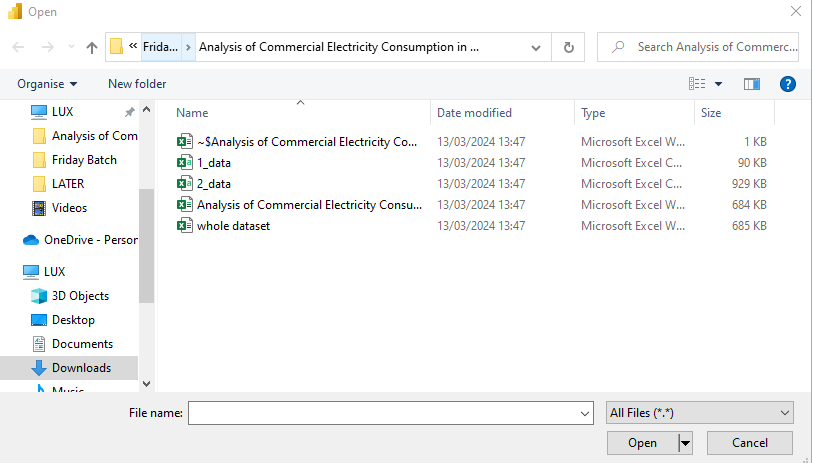 Open
« Frida... › Analysis of Commercial Electricity Consumption in ...
Search Analysis of Commerc...
Organise
New folder
?
LUX
Analysis of Com
Friday Batch
LATER
Videos
OneDrive - Person
LUX
3D Objects
Desktop
Documents
Downloads
Music
Name Date modified Type Size
~$Analysis of Commercial Electricity Co... 13/03/2024 13:47 Microsoft Excel W... 1 KB
1_data 13/03/2024 13:47 Microsoft Excel C... 90 KB
2_data 13/03/2024 13:47 Microsoft Excel C... 929 KB
Analysis of Commercial Electricity Consu... 13/03/2024 13:47 Microsoft Excel W... 684 KB
whole dataset 13/03/2024 13:47 Microsoft Excel W... 685 KB
File name:
All Files (*.*)
Open
Cancel